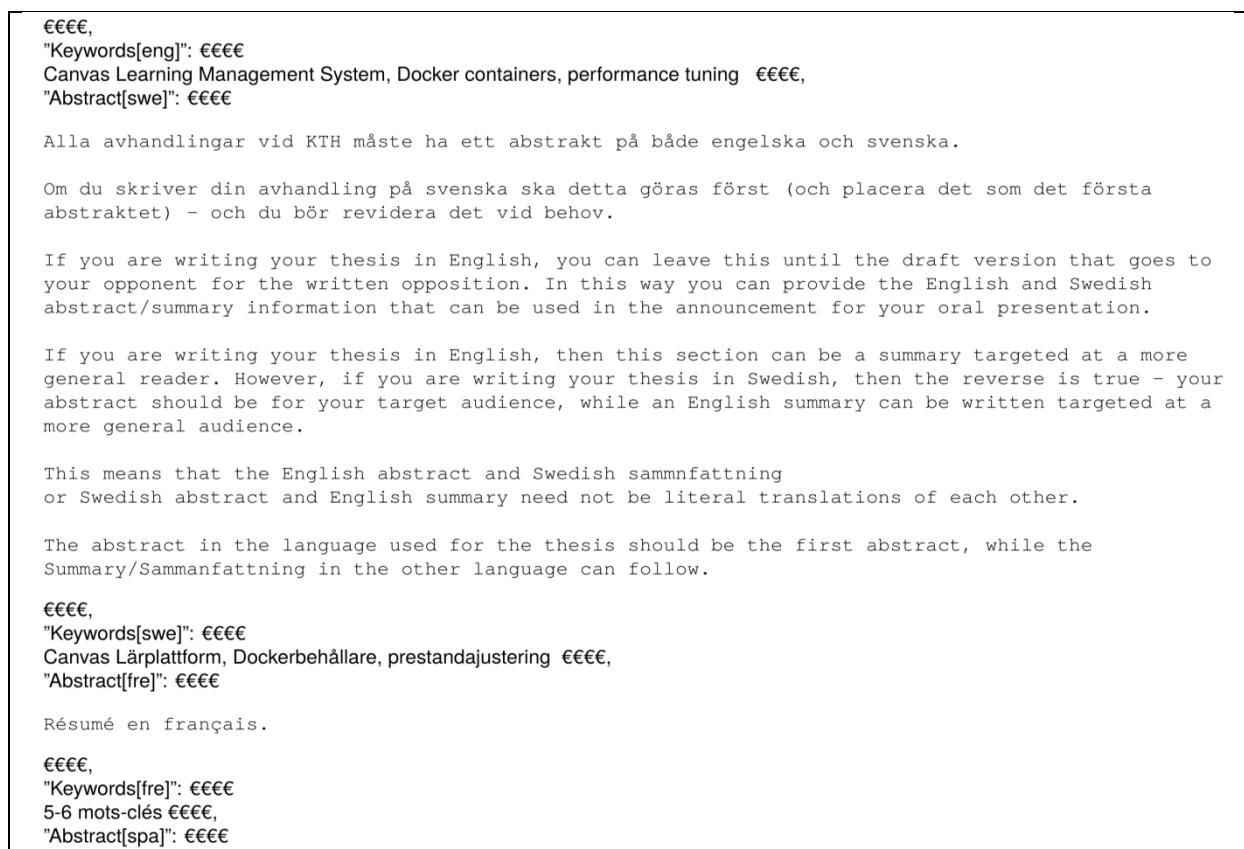 €€€€,
”Keywords[eng]”: €€€€
Canvas Learning Management System, Docker containers, performance tuning €€€€,
”Abstract[swe]”: €€€€
Alla avhandlingar vid KTH måste ha ett abstrakt på både engelska och svenska.
Om du skriver din avhandling på svenska ska detta göras först (och placera det som det första
abstraktet) – och du bör revidera det vid behov.
If you are writing your thesis in English, you can leave this until the draft version that goes to
your opponent for the written opposition. In this way you can provide the English and Swedish
abstract/summary information that can be used in the announcement for your oral presentation.
If you are writing your thesis in English, then this section can be a summary targeted at a more
general reader. However, if you are writing your thesis in Swedish, then the reverse is true – your
abstract should be for your target audience, while an English summary can be written targeted at a
more general audience.
This means that the English abstract and Swedish sammnfattning
or Swedish abstract and English summary need not be literal translations of each other.
The abstract in the language used for the thesis should be the first abstract, while the
Summary/Sammanfattning in the other language can follow.
€€€€,
”Keywords[swe]”: €€€€
Canvas Lärplattform, Dockerbehållare, prestandajustering €€€€,
”Abstract[fre]”: €€€€
Résumé en français.
€€€€,
”Keywords[fre]”: €€€€
5-6 mots-clés €€€€,
”Abstract[spa]”: €€€€